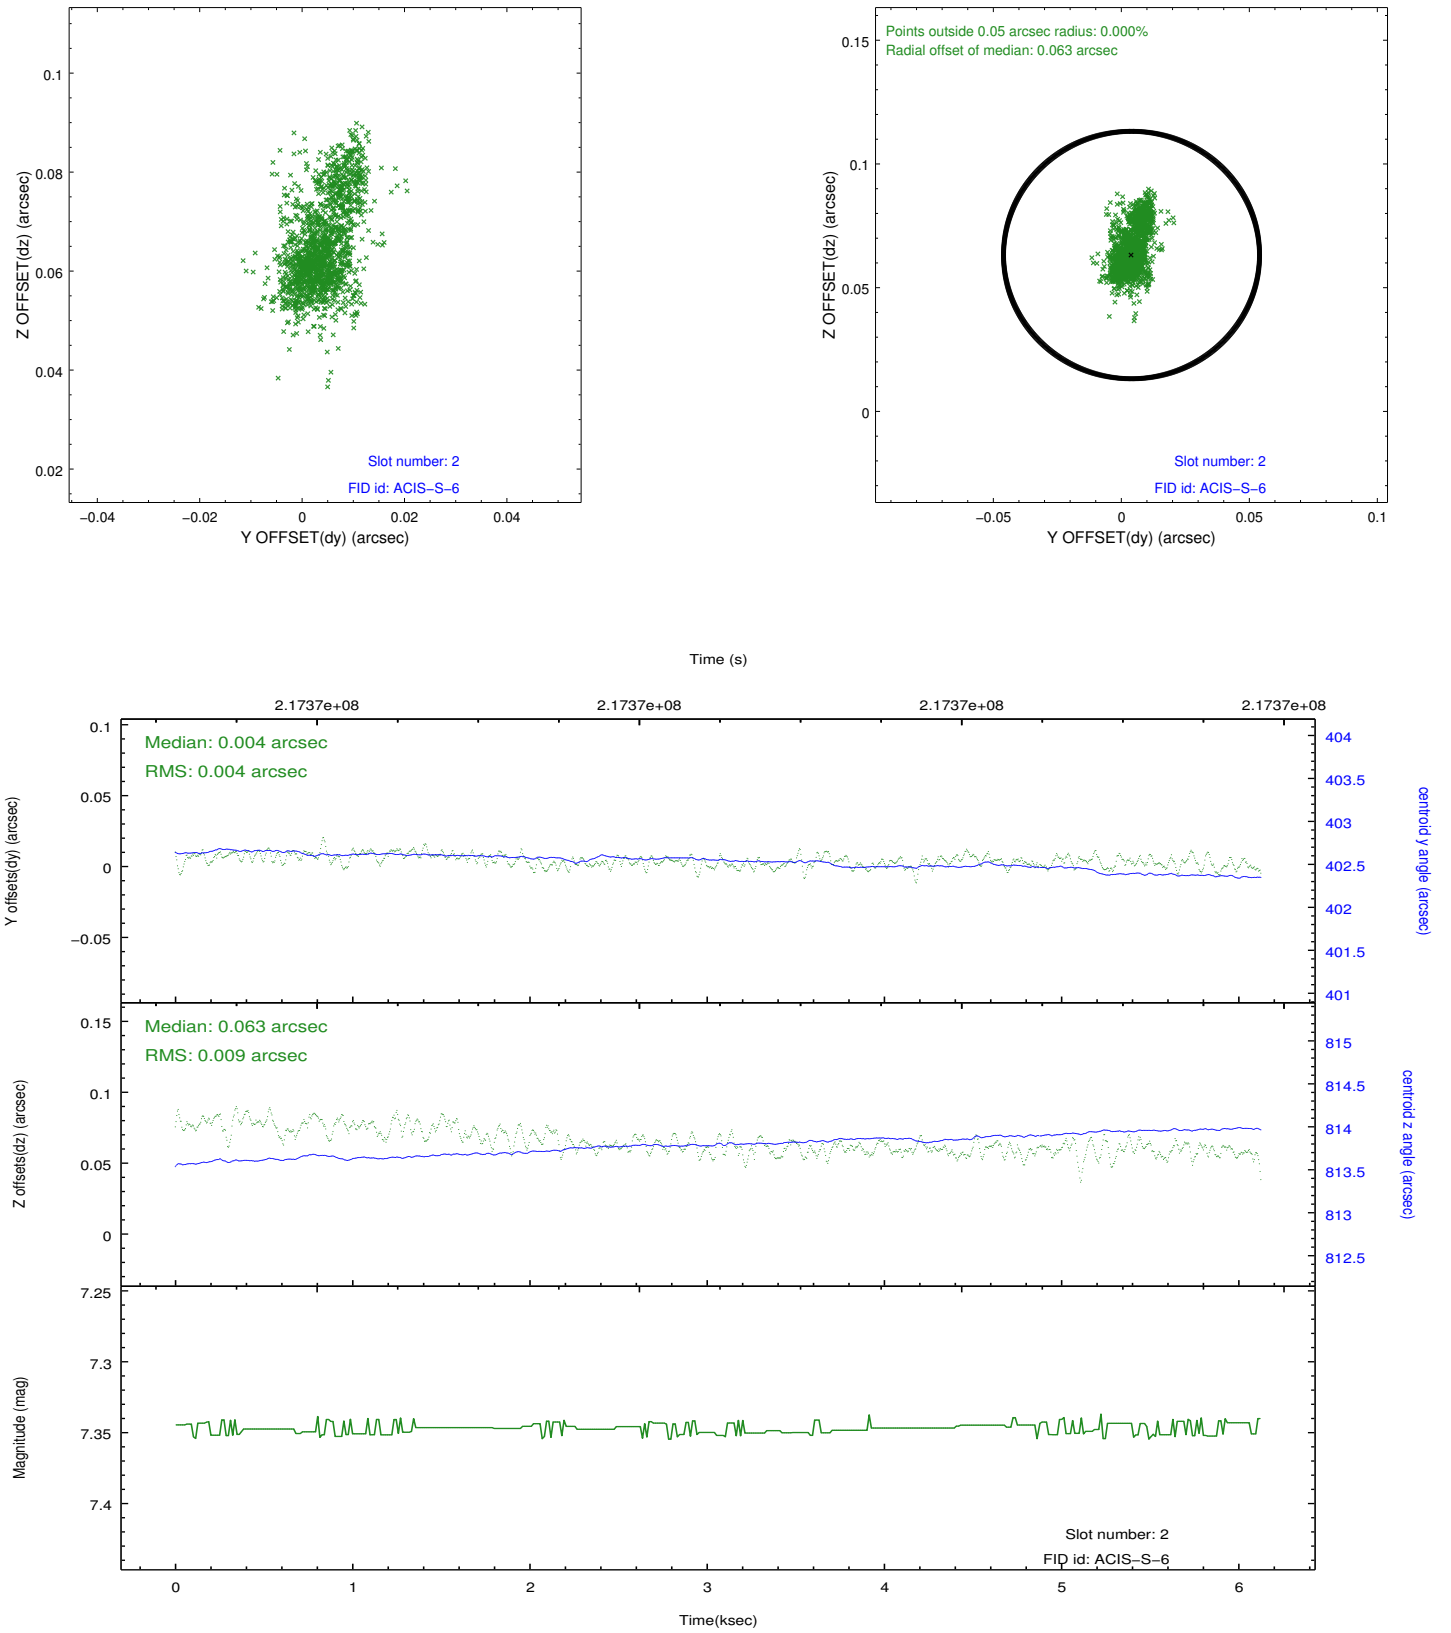 0.1
0.08
0.06
0.04
0.02
Z OFFSET(dz) (arcsec)
Slot number: 2
FID id: ACIS−S−6
−0.04
−0.02
0
0.02
0.04
Y OFFSET(dy) (arcsec)
Points outside 0.05 arcsec radius: 0.000%
Radial offset of median: 0.063 arcsec
0.15
0.1
0.05
0
Z OFFSET(dz) (arcsec)
Slot number: 2
FID id: ACIS−S−6
−0.05
0
0.05
0.1
Y OFFSET(dy) (arcsec)
Time (s)
2.1737e+08
2.1737e+08
2.1737e+08
2.1737e+08
Median: 0.004 arcsec
RMS: 0.004 arcsec
0.1
0.05
0
−0.05
Y offsets(dy) (arcsec)
404
403.5
403
402.5
402
401.5
401
centroid y angle (arcsec)
Median: 0.063 arcsec
RMS: 0.009 arcsec
0.15
0.1
0.05
0
Z offsets(dz) (arcsec)
815
814.5
814
813.5
813
812.5
centroid z angle (arcsec)
7.25
7.3
7.35
7.4
Magnitude (mag)
Slot number: 2
FID id: ACIS−S−6
0
1
2
3
4
5
6
Time(ksec)